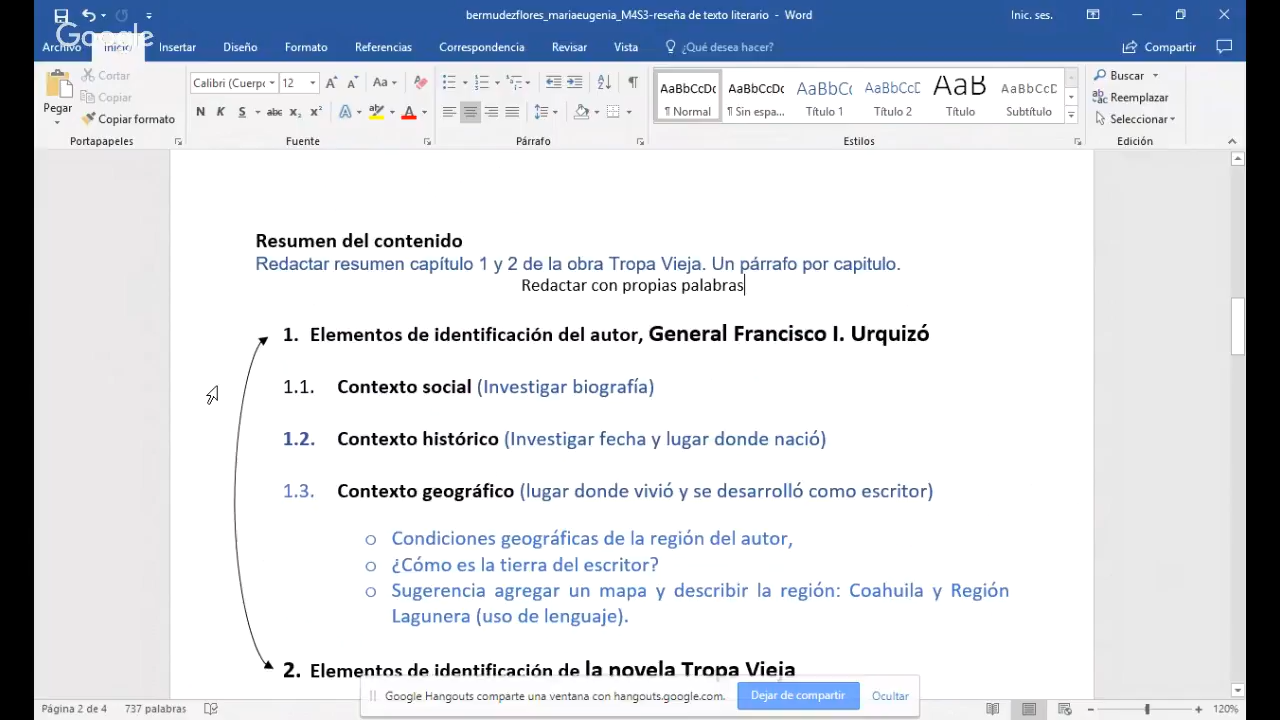 bermudezflores_mariaeugenia_M4S3-reseña de texto literario - Word
Inic. ses.
Google
Archivo Inicio Insertar Diseño Formato Referencias Correspondencia Revisar Vista ¿Qué desea hacer? Compartir
Pegar
Cortar
Copiar
Copiar formato
Portapapeles
Calibri (Cuerpo 12
Aa
N K S abc x₂ x²
Fuente
Párrafo
AaBbCcDc AaBbCcDc AaBbCc AaBbCcD AaB AaBbCcD
¶ Normal ¶ Sin espa... Título 1 Título 2 Título Subtítulo
Estilos
Buscar
Reemplazar
Seleccionar
Edición
Resumen del contenido
Redactar resumen capítulo 1 y 2 de la obra Tropa Vieja. Un párrafo por capitulo.
Redactar con propias palabras
1. Elementos de identificación del autor, General Francisco I. Urquizó
1.1. Contexto social (Investigar biografía)
1.2. Contexto histórico (Investigar fecha y lugar donde nació)
1.3. Contexto geográfico (lugar donde vivió y se desarrolló como escritor)
o Condiciones geográficas de la región del autor,
o ¿Cómo es la tierra del escritor?
o Sugerencia agregar un mapa y describir la región: Coahuila y Región
Lagunera (uso de lenguaje).
2. Elementos de identificación de la novela Tropa Vieja
Google Hangouts comparte una ventana con hangouts.google.com. Dejar de compartir Ocultar
Página 2 de 4 737 palabras
120%